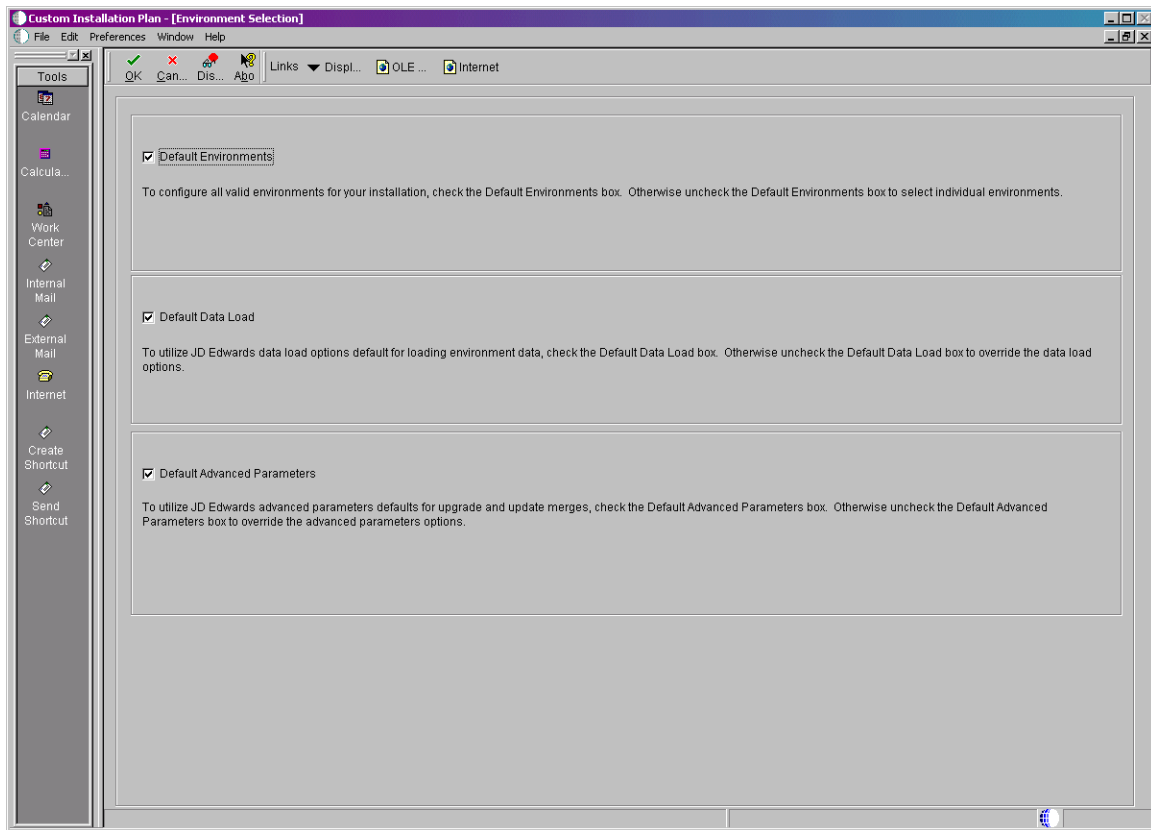 Custom Installation Plan - [Environment Selection]
File Edit Preferences Window Help
Tools
Calendar
Calcula...
Work
Center
Internal
Mail
External
Mail
Internet
Create
Shortcut
Send
Shortcut
OK Can... Dis... Abo Links Displ... OLE ... Internet
Default Environments
To configure all valid environments for your installation, check the Default Environments box. Otherwise uncheck the Default Environments box to select individual environments.
Default Data Load
To utilize JD Edwards data load options default for loading environment data, check the Default Data Load box. Otherwise uncheck the Default Data Load box to override the data load
options.
Default Advanced Parameters
To utilize JD Edwards advanced parameters defaults for upgrade and update merges, check the Default Advanced Parameters box. Otherwise uncheck the Default Advanced
Parameters box to override the advanced parameters options.